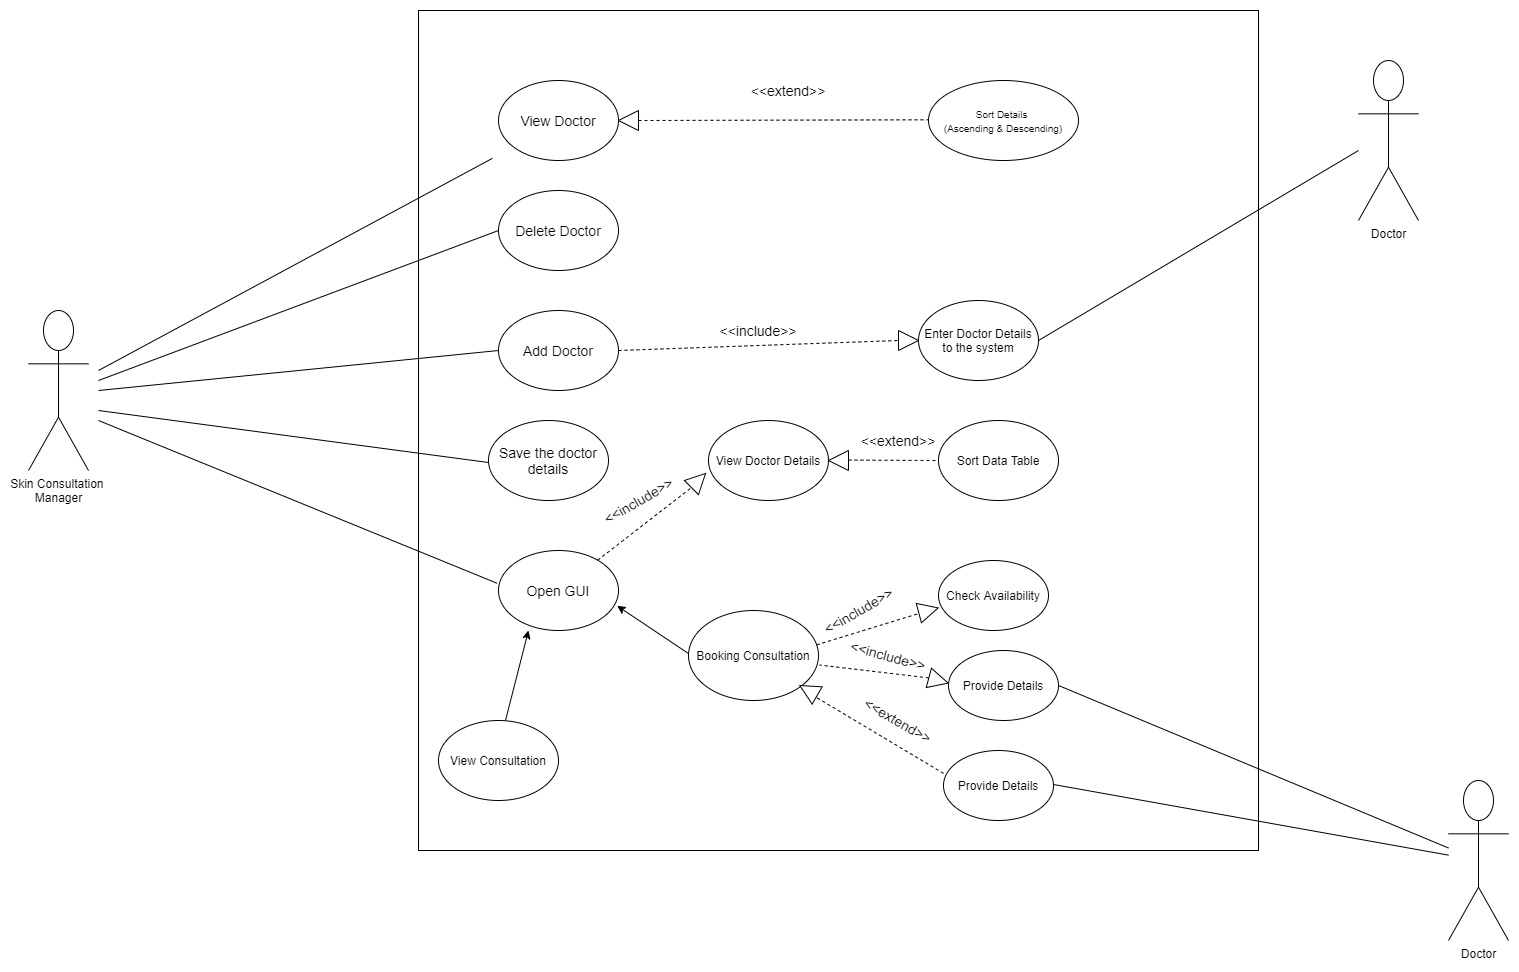 <<extend>>
View Doctor
Sort Details
(Ascending & Descending)
Delete Doctor
Doctor
<<include>>
Add Doctor
Enter Doctor Details
to the system
<<extend>>
Save the doctor
details
View Doctor Details
Sort Data Table
Skin Consultation
Manager
<<include>>
Open GUI
<<include>>
Check Availability
Booking Consultation
<<include>>
Provide Details
<<extend>>
View Consultation
Provide Details
Doctor